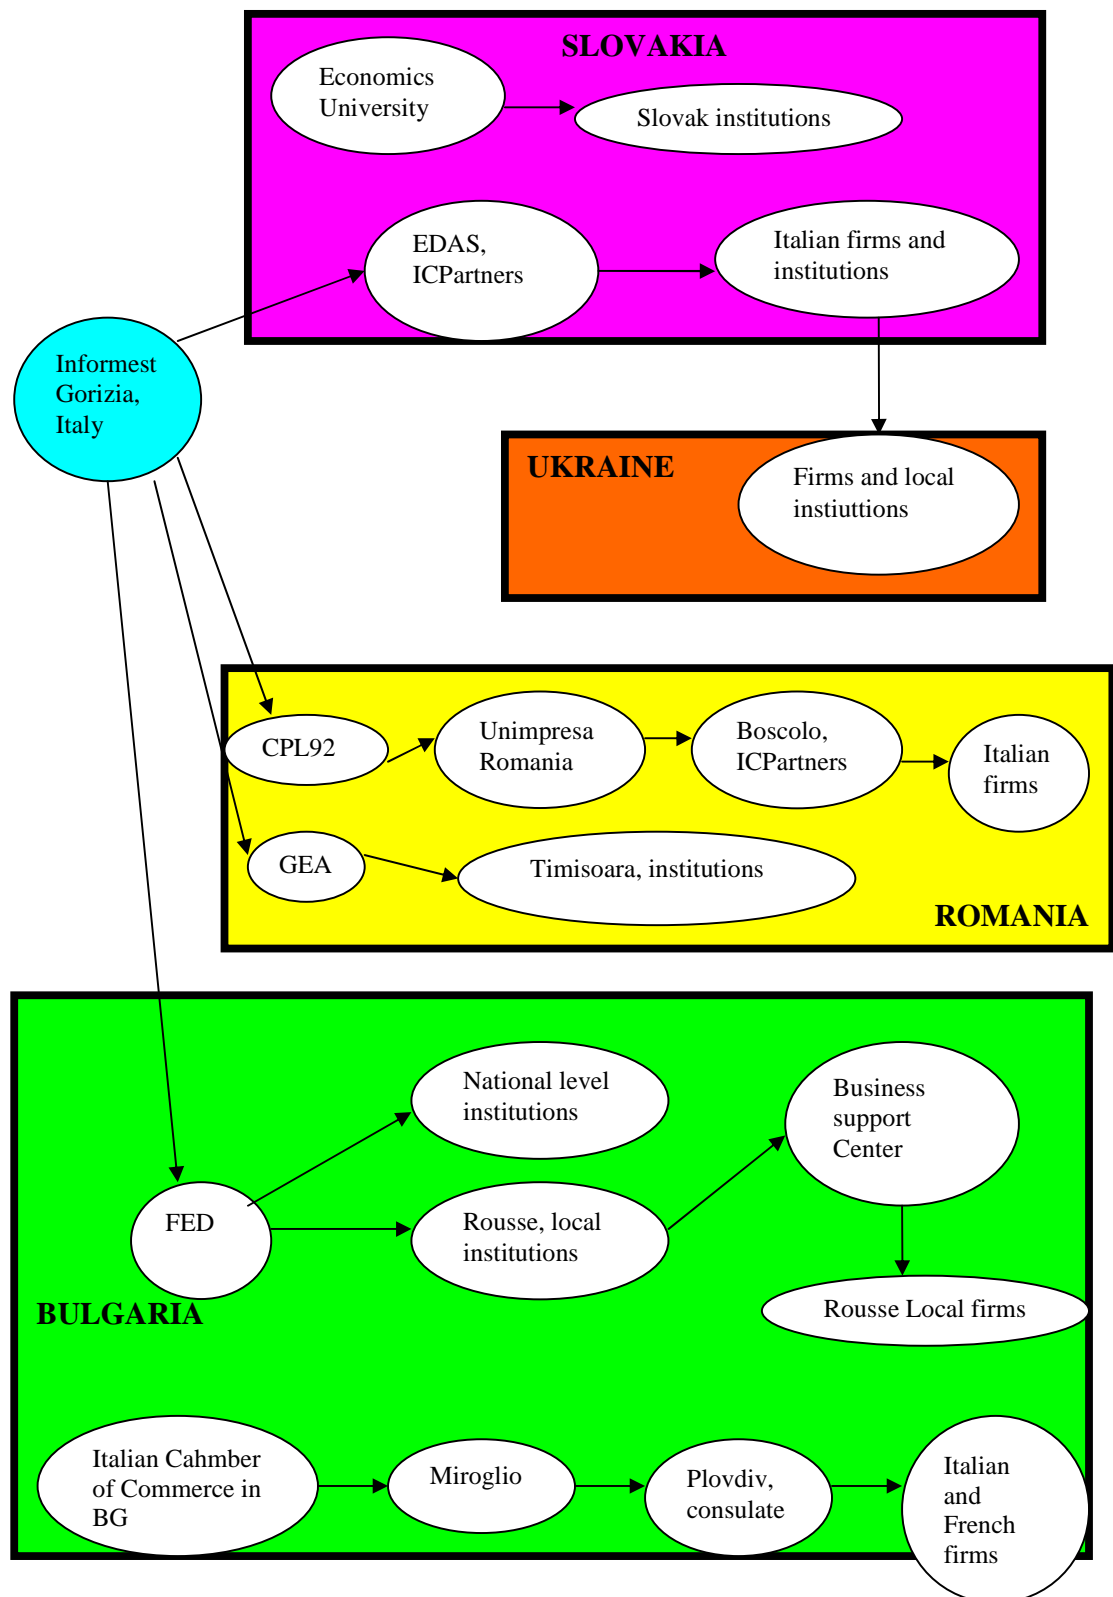 SLOVAKIA
Economics
University
Slovak institutions
EDAS,
ICPartners
Italian firms and
institutions
Informest
Gorizia,
Italy
UKRAINE
Firms and local
instiuttions
CPL92
Unimpresa
Romania
Boscolo,
ICPartners
Italian
firms
GEA
Timisoara, institutions
ROMANIA
National level
institutions
Business
support
Center
FED
Rousse, local
institutions
BULGARIA
Rousse Local firms
Italian Cahmber
of Commerce in
BG
Miroglio
Plovdiv,
consulate
Italian
and
French
firms